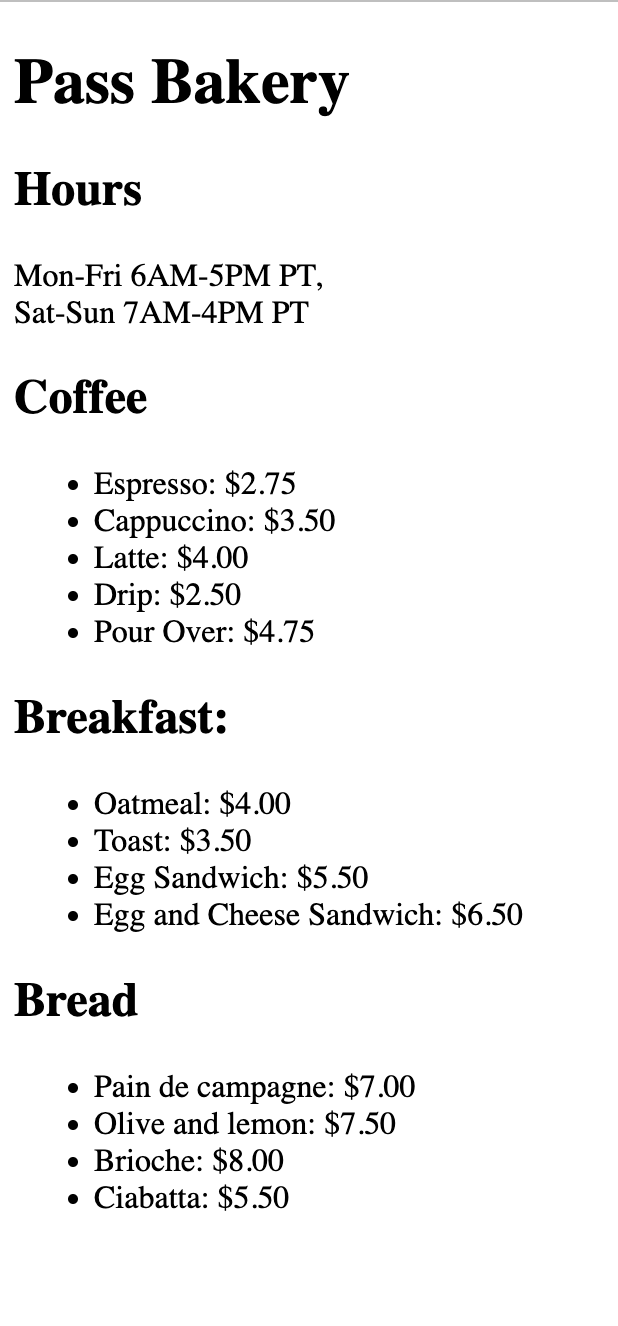 Pass Bakery
Hours
Mon-Fri 6AM-5PM PT,
Sat-Sun 7AM-4PM PT
Coffee
• Espresso: $2.75
• Cappuccino: $3.50
• Latte: $4.00
• Drip: $2.50
• Pour Over: $4.75
Breakfast:
• Oatmeal: $4.00
• Toast: $3.50
• Egg Sandwich: $5.50
• Egg and Cheese Sandwich: $6.50
Bread
• Pain de campagne: $7.00
• Olive and lemon: $7.50
• Brioche: $8.00
• Ciabatta: $5.50